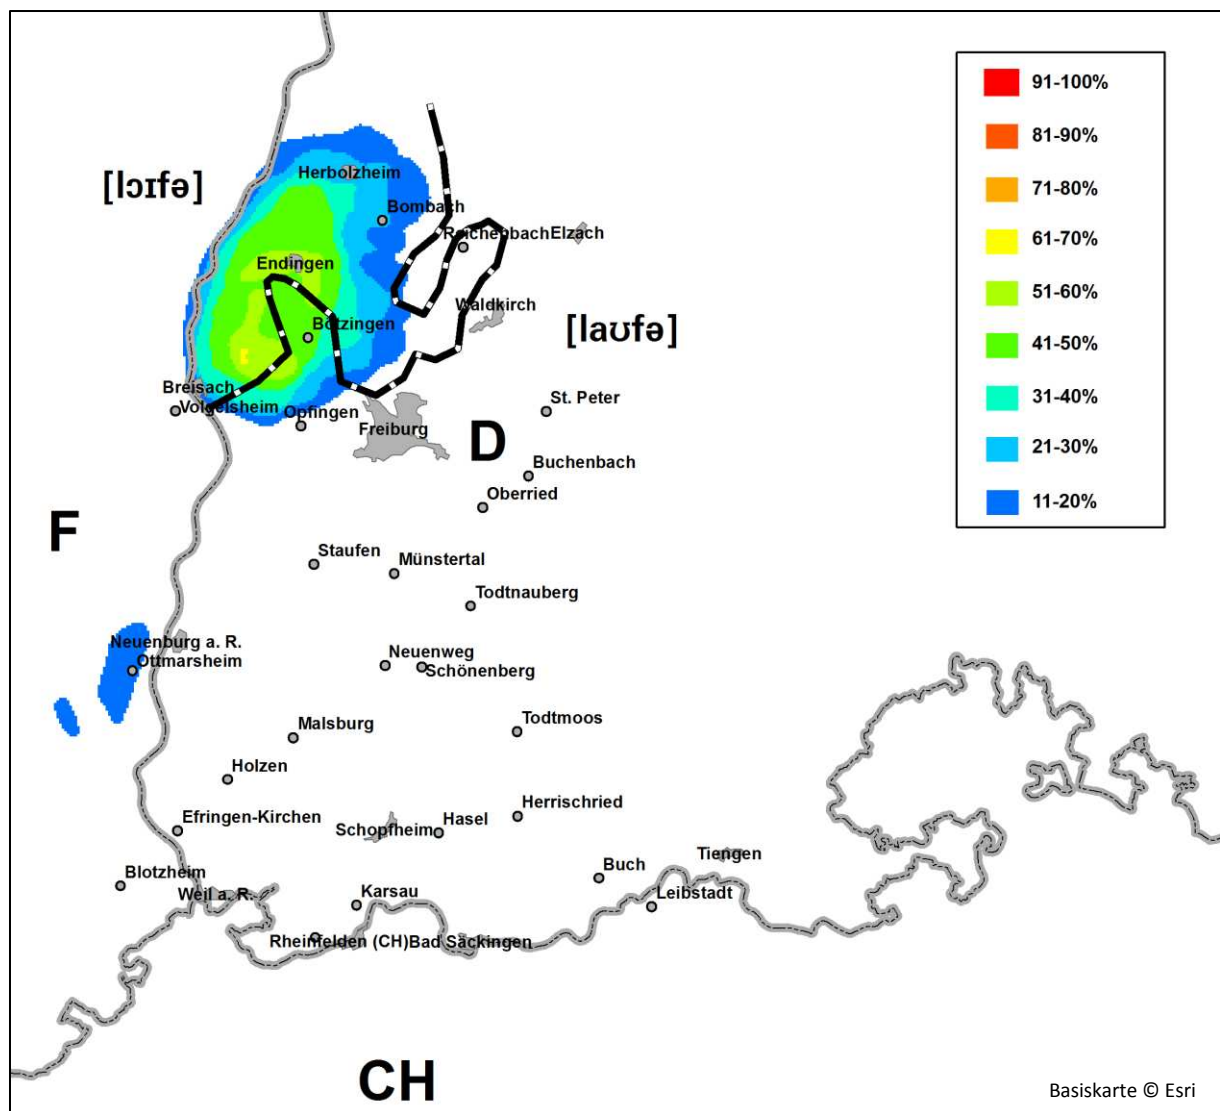 91-100%
81-90%
71-80%
61-70%
51-60%
41-50%
31-40%
21-30%
11-20%
[lɔɪfə]
Herbolzheim
Bombach
Reichenbach
Elzach
Endingen
Waldkirch
Bötzingen
[laʊfə]
Breisach
Volgelsheim
Opfingen
St. Peter
Freiburg
D
Buchenbach
Oberried
F
Staufen
Münstertal
Todtnauberg
Neuenburg a. R.
Ottmarsheim
Neuenweg
Schönenberg
Malsburg
Todtmoos
Holzen
Efringen-Kirchen
Schopfheim
Hasel
Herrischried
Blotzheim
Weil a. R.
Karsau
Buch
Tiengen
Leibstadt
Rheinfelden (CH)
Bad Säckingen
CH
Basiskarte © Esri